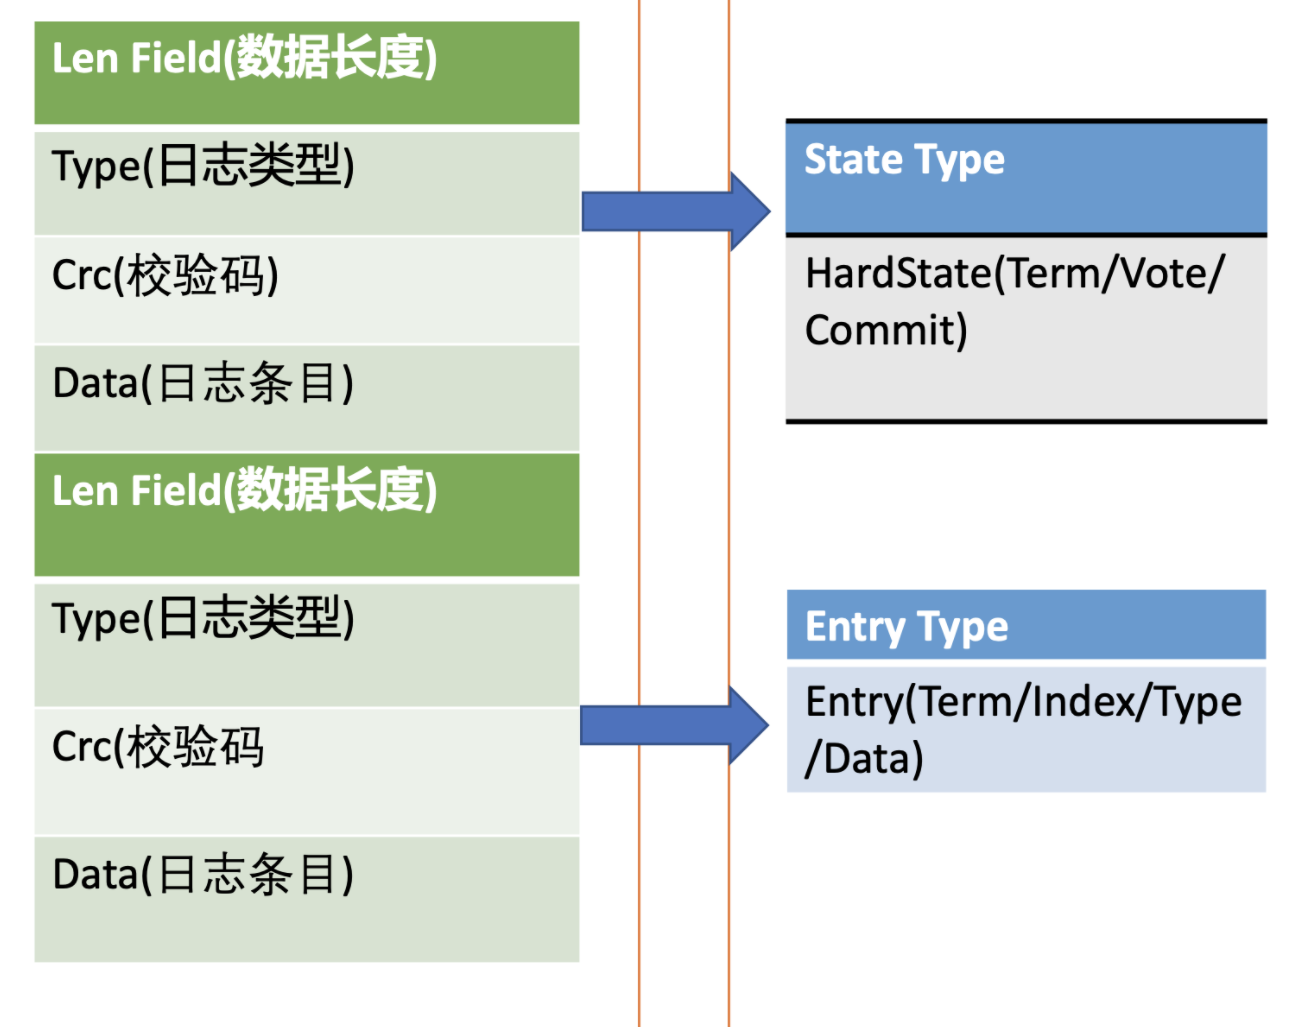 Len Field(数据长度)
Type(日志类型)
Crc(校验码)
Data(日志条目)
Len Field(数据长度)
Type(日志类型)
Crc(校验码
Data(日志条目)
State Type
HardState(Term/Vote/
Commit)
Entry Type
Entry(Term/Index/Type
/Data)